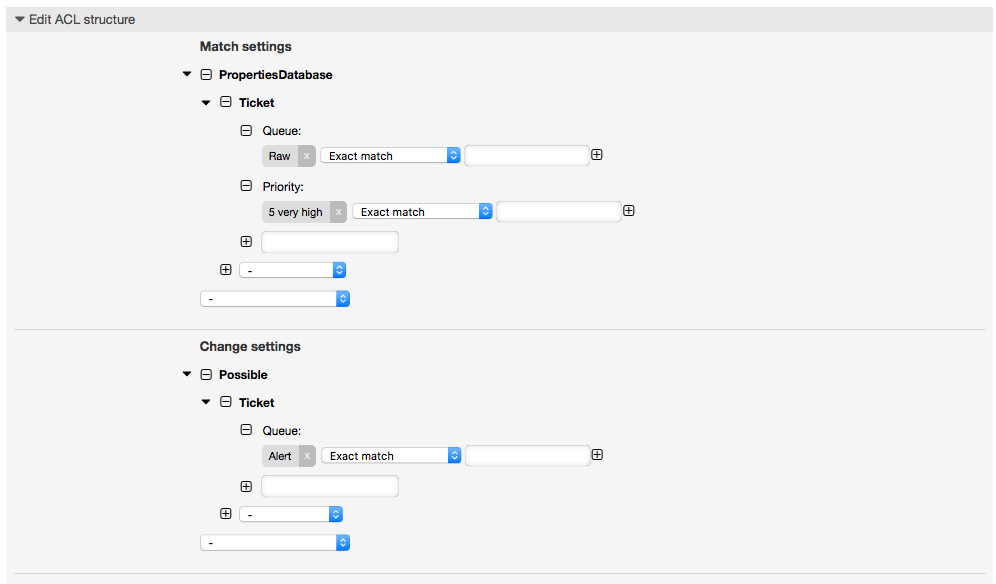 Edit ACL structure
Match settings
PropertiesDatabase
Ticket
Queue:
Raw x Exact match
Priority:
5 very high x Exact match
-
-
Change settings
Possible
Ticket
Queue:
Alert x Exact match
-
-